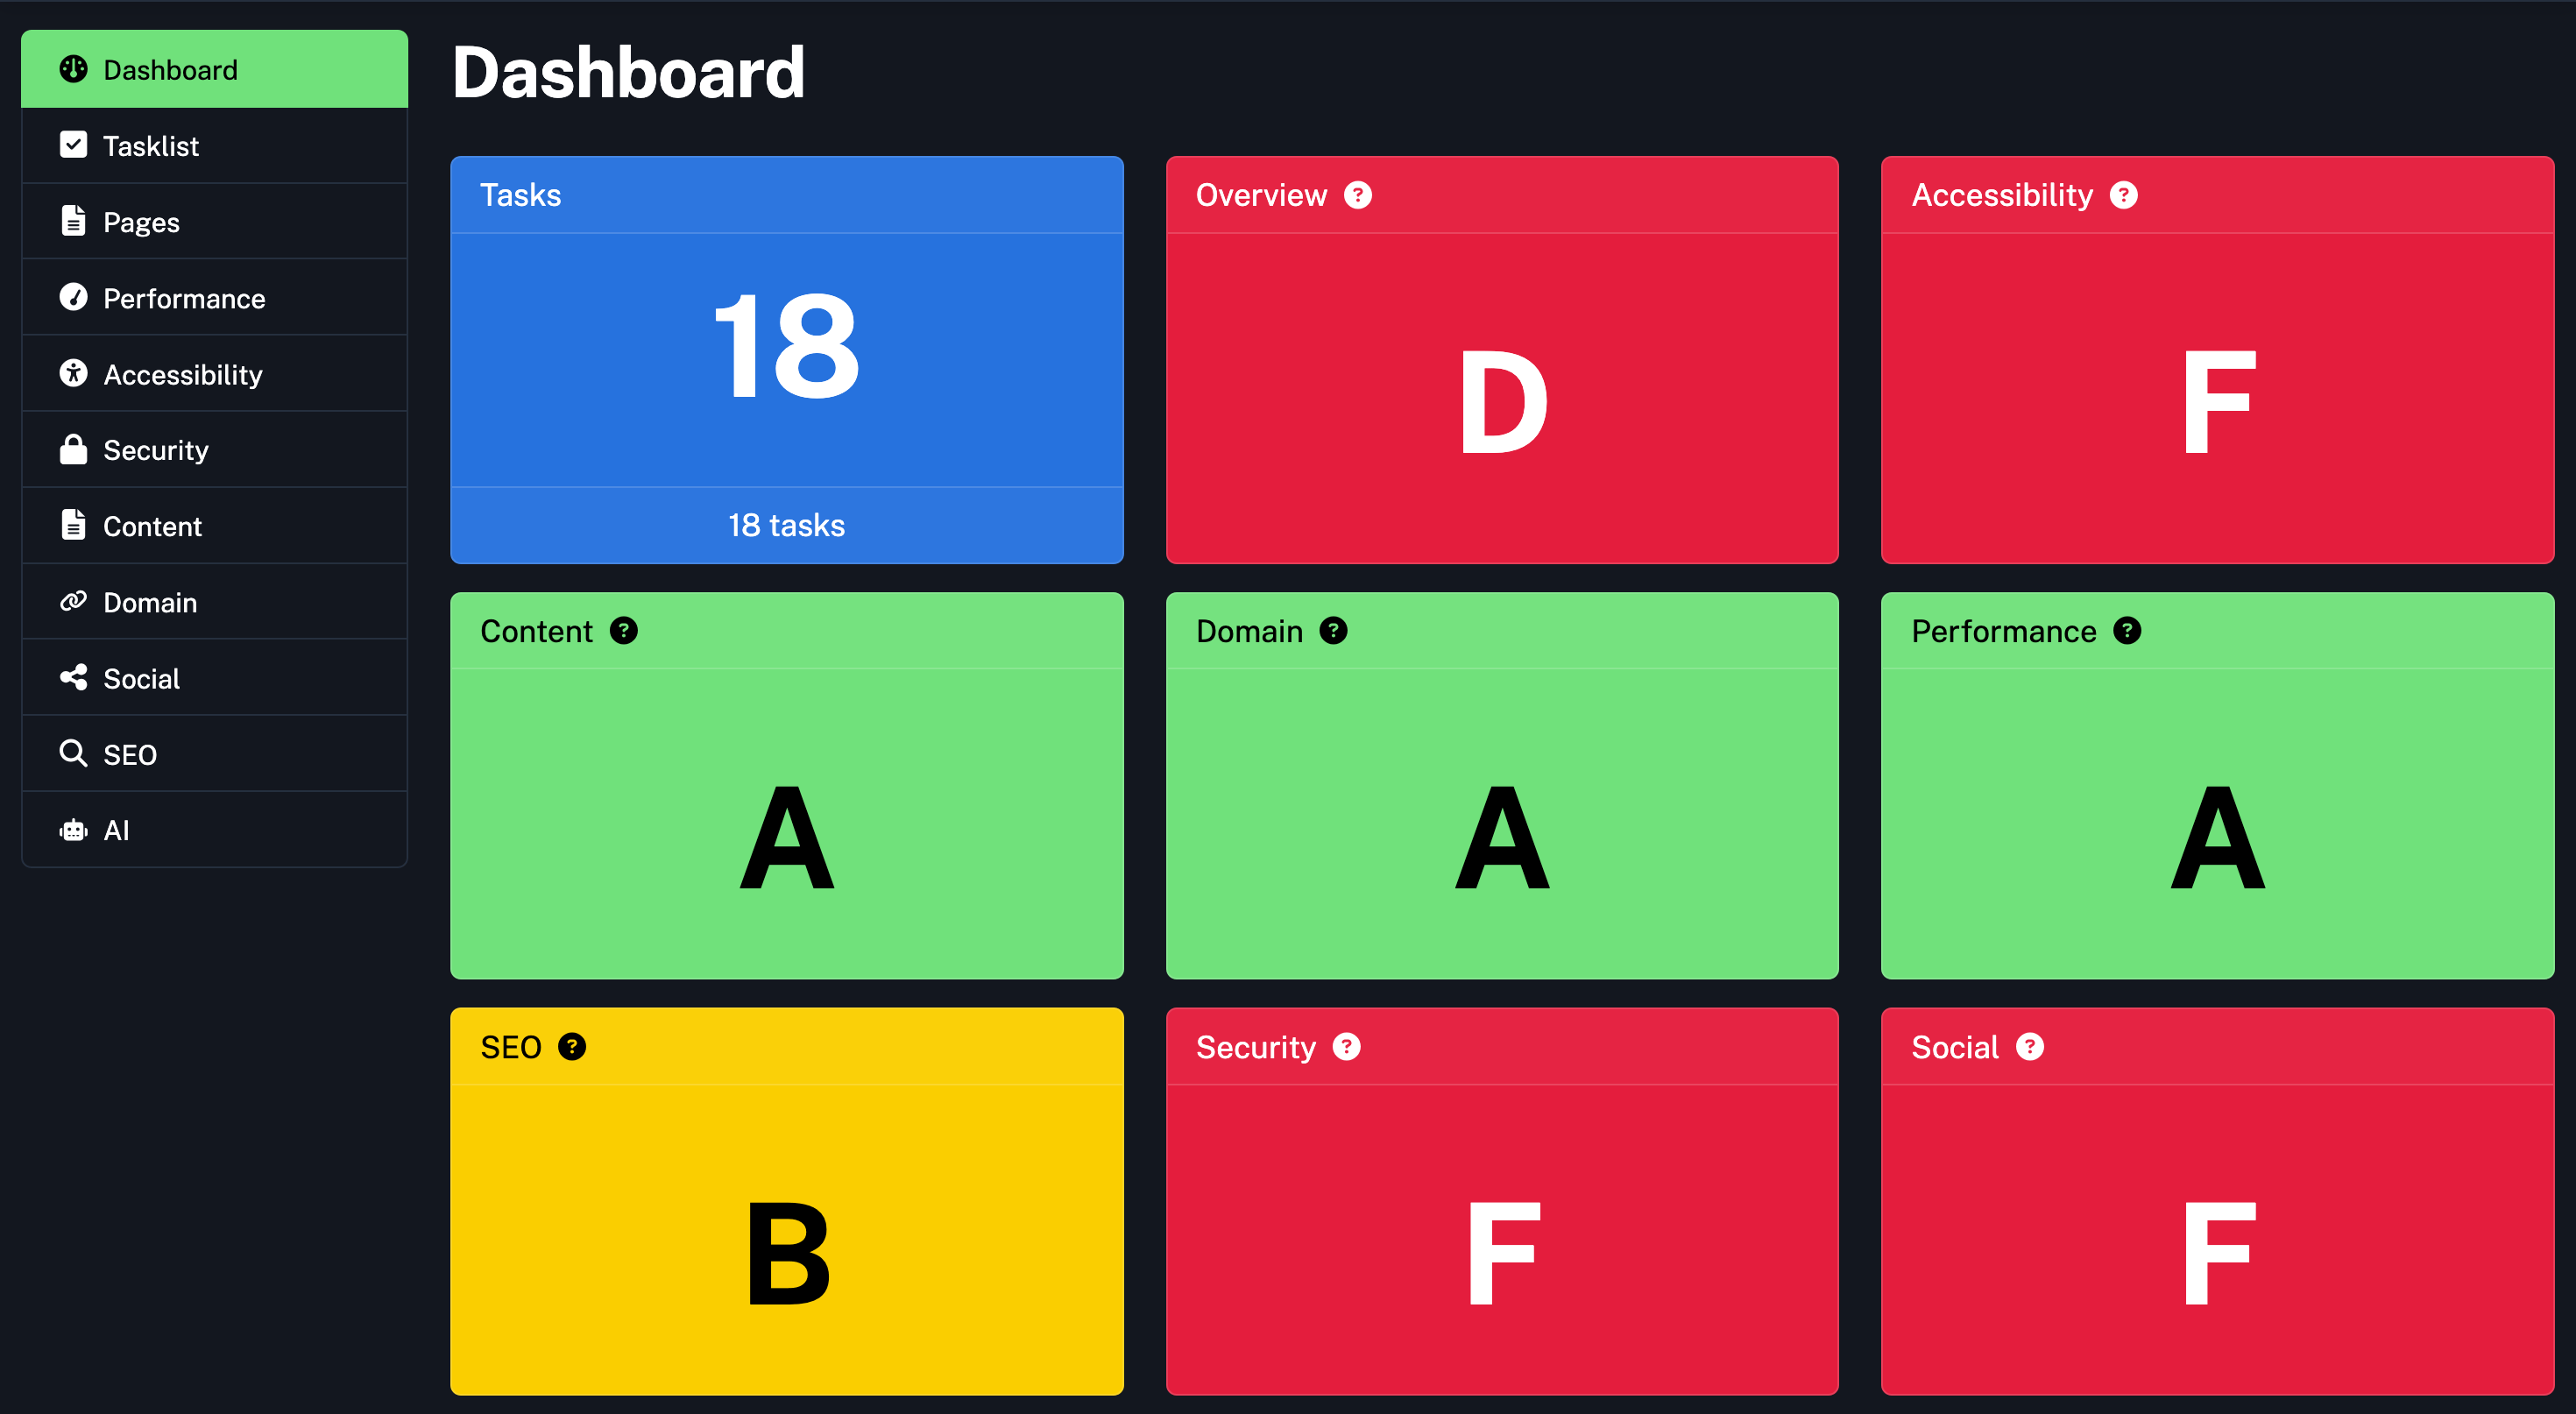 Dashboard
Tasklist
Pages
Performance
Accessibility
Security
Content
Domain
Social
SEO
AI
Dashboard
Tasks
18
18 tasks
Overview ?
D
Accessibility ?
F
Content ?
A
Domain ?
A
Performance ?
A
SEO ?
B
Security ?
F
Social ?
F